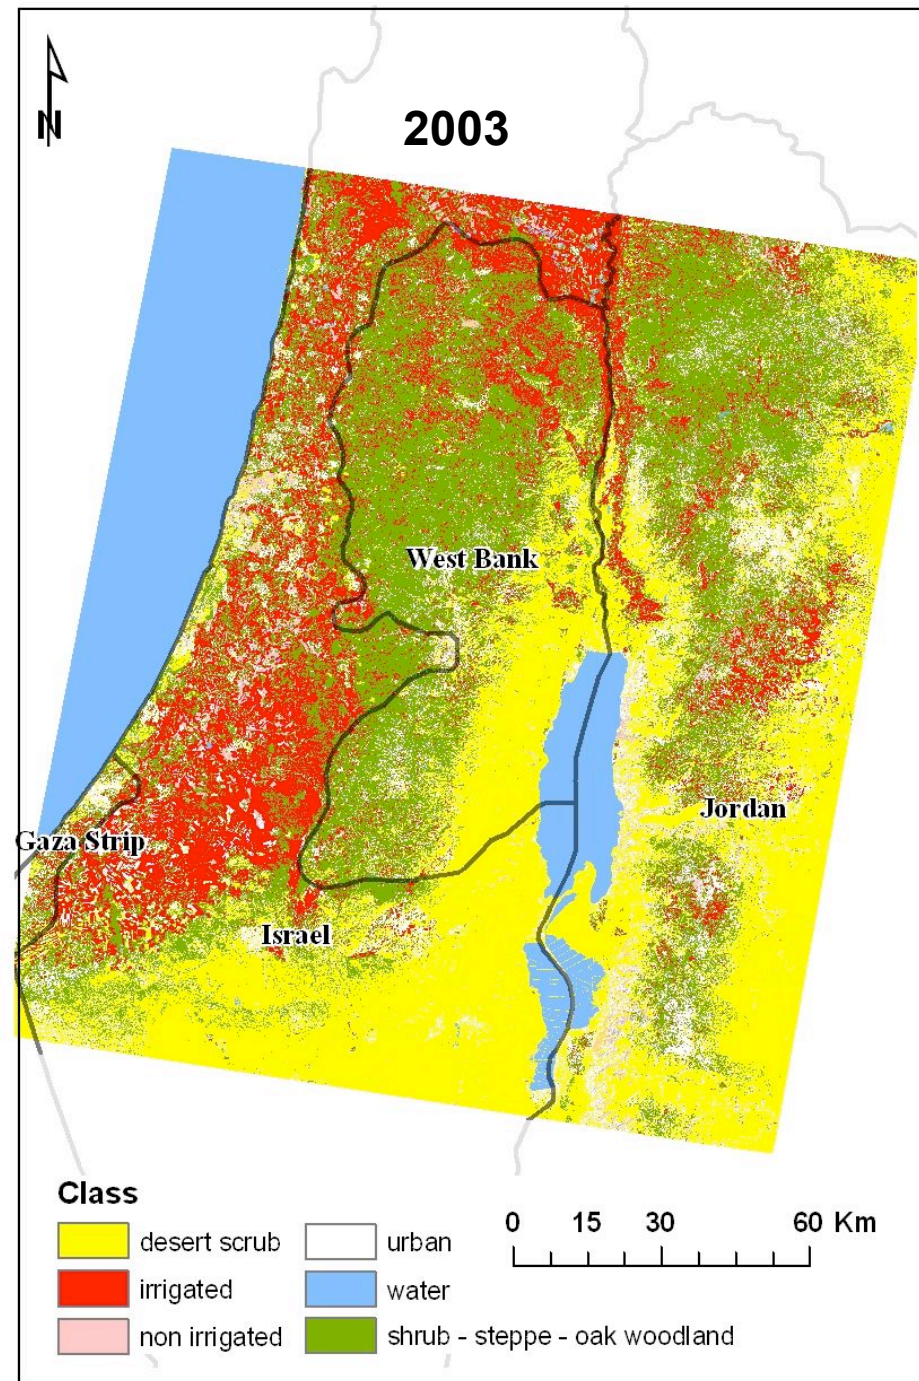 N
2003
West Bank
Jordan
Gaza Strip
Israel
Class
desert scrub
urban
irrigated
water
non irrigated
shrub - steppe - oak woodland
0 15 30 60 Km